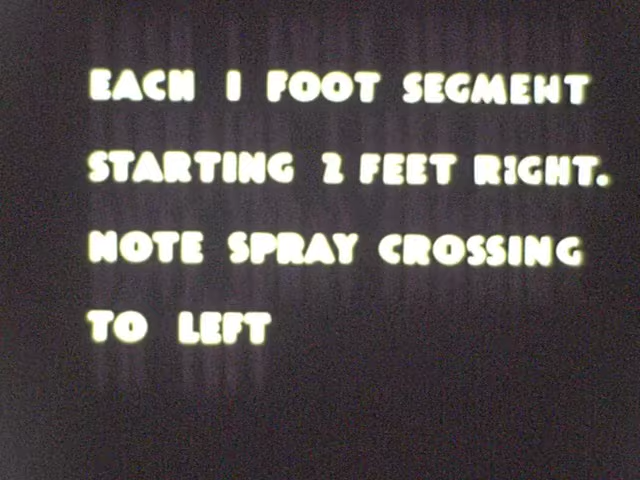 EACH 1 FOOT SEGMENT
STARTING 2 FEET RIGHT.
NOTE SPRAY CROSSING
TO LEFT